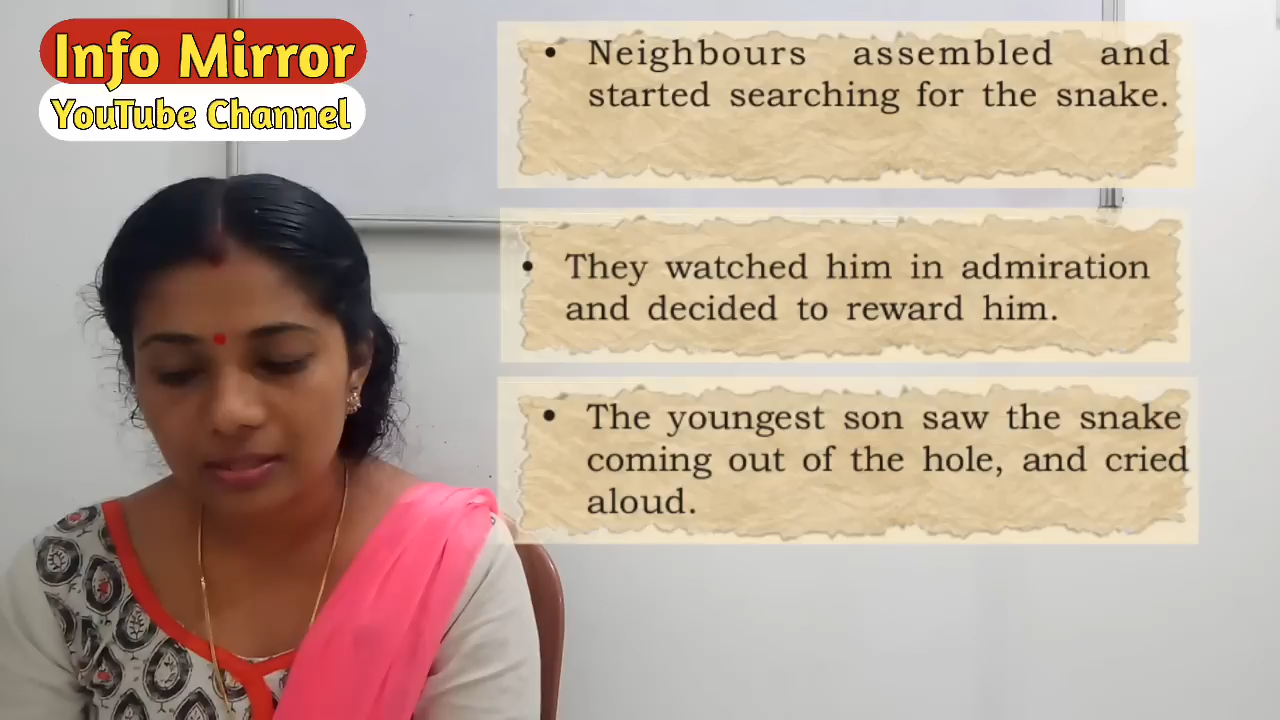 Info Mirror
YouTube Channel
• Neighbours assembled and
started searching for the snake.
• They watched him in admiration
and decided to reward him.
• The youngest son saw the snake
coming out of the hole, and cried
aloud.